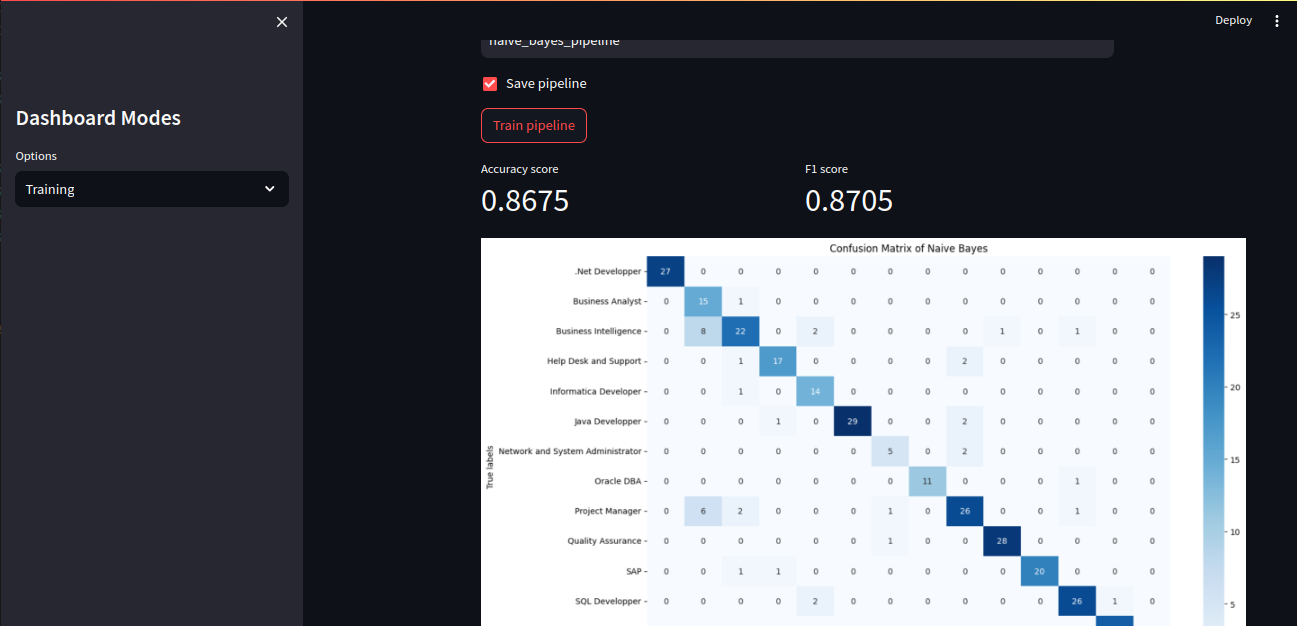 Deploy
naive_bayes_pipeline
Save pipeline
Dashboard Modes
Train pipeline
Options
Accuracy score F1 score
Training
0.8675 0.8705
Confusion Matrix of Naive Bayes
.Net Developper 27 0 0 0 0 0 0 0 0 0 0 0 0 0
Business Analyst 0 15 1 0 0 0 0 0 0 0 0 0 0 0
25
Business Intelligence 0 8 22 0 2 0 0 0 0 1 0 1 0 0
Help Desk and Support 0 0 1 17 0 0 0 0 2 0 0 0 0 0
20
Informatica Developer 0 0 1 0 14 0 0 0 0 0 0 0 0 0
Java Developper 0 0 0 1 0 29 0 0 2 0 0 0 0 0
Network and System Administrator 0 0 0 0 0 0 5 0 2 0 0 0 0 0
15
True labels
Oracle DBA 0 0 0 0 0 0 0 11 0 0 0 1 0 0
Project Manager 0 6 2 0 0 0 1 0 26 0 0 1 0 0
10
Quality Assurance 0 0 0 0 0 0 1 0 0 28 0 0 0 0
SAP 0 0 1 1 0 0 0 0 0 0 20 0 0 0
SQL Developper 0 0 0 0 2 0 0 0 0 0 0 26 1 0
5